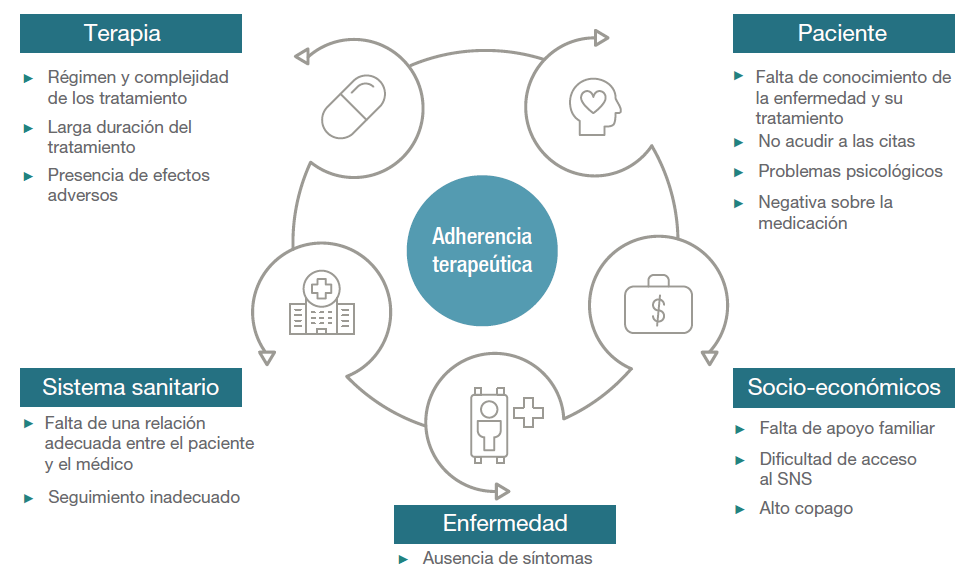 Terapia
Régimen y complejidad
de los tratamiento
Larga duración del
tratamiento
Presencia de efectos
adversos
Paciente
Falta de conocimiento de
la enfermedad y su
tratamiento
No acudir a las citas
Problemas psicológicos
Negativa sobre la
medicación
Adherencia
terapeútica
$
Sistema sanitario
Falta de una relación
adecuada entre el paciente
y el médico
Seguimiento inadecuado
Socio-económicos
Falta de apoyo familiar
Dificultad de acceso
al SNS
Alto copago
Enfermedad
Ausencia de síntomas